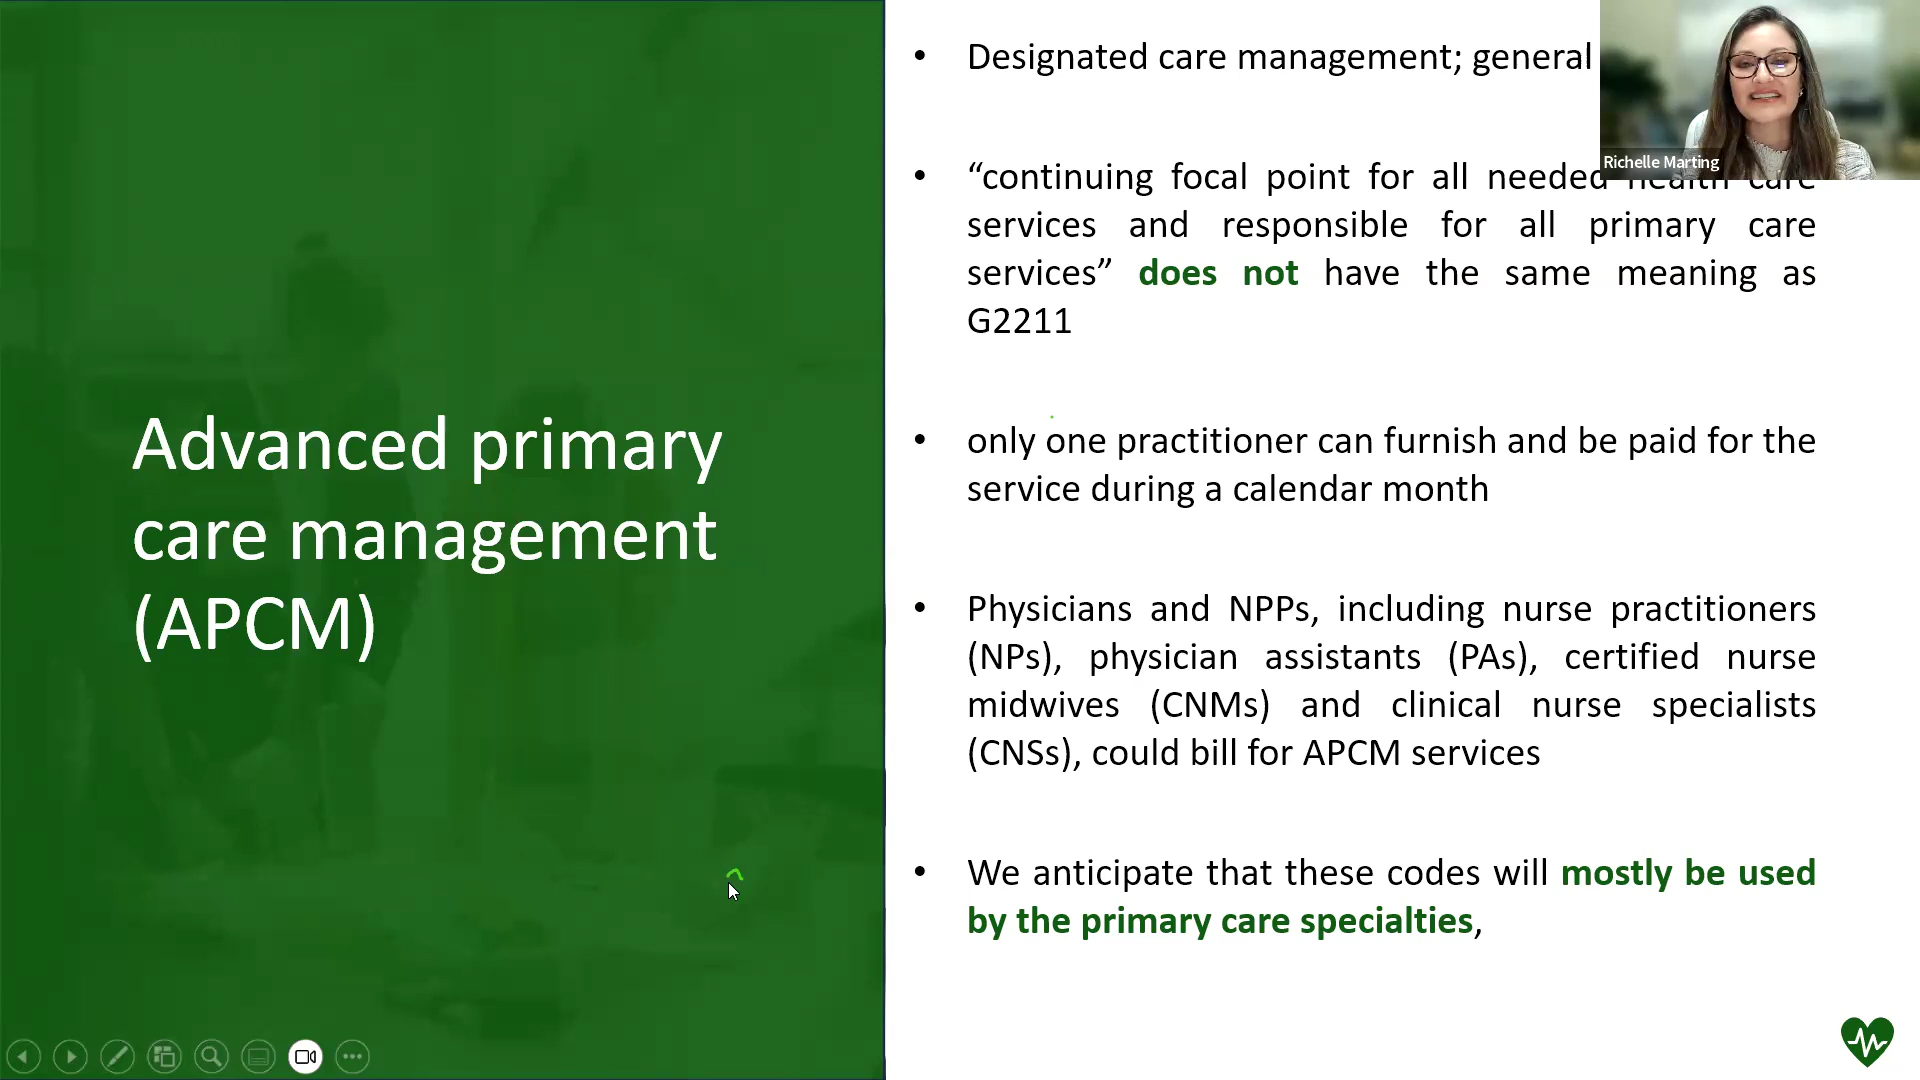 Advanced primary
care management
(APCM)
• Designated care management; general
• “continuing focal point for all needed health care
services and responsible for all primary care
services” does not have the same meaning as
G2211
• only one practitioner can furnish and be paid for the
service during a calendar month
• Physicians and NPPs, including nurse practitioners
(NPs), physician assistants (PAs), certified nurse
midwives (CNMs) and clinical nurse specialists
(CNSs), could bill for APCM services
• We anticipate that these codes will mostly be used
by the primary care specialties,
Richelle Marting